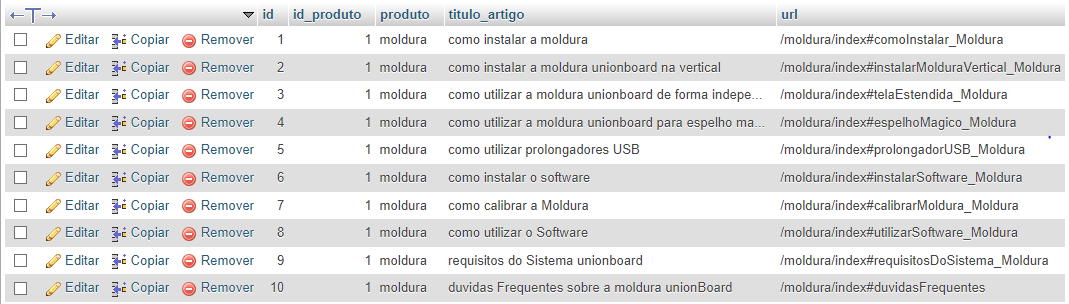 id id_produto produto titulo_artigo url
Editar Copiar Remover 1 1 moldura como instalar a moldura /moldura/index#comoInstalar_Moldura
Editar Copiar Remover 2 1 moldura como instalar a moldura unionboard na vertical /moldura/index#instalarMolduraVertical_Moldura
Editar Copiar Remover 3 1 moldura como utilizar a moldura unionboard de forma indepe... /moldura/index#telaEstendida_Moldura
Editar Copiar Remover 4 1 moldura como utilizar a moldura unionboard para espelho ma... /moldura/index#espelhoMagico_Moldura
Editar Copiar Remover 5 1 moldura como utilizar prolongadores USB /moldura/index#prolongadorUSB_Moldura
Editar Copiar Remover 6 1 moldura como instalar o software /moldura/index#instalarSoftware_Moldura
Editar Copiar Remover 7 1 moldura como calibrar a Moldura /moldura/index#calibrarMoldura_Moldura
Editar Copiar Remover 8 1 moldura como utilizar o Software /moldura/index#utilizarSoftware_Moldura
Editar Copiar Remover 9 1 moldura requisitos do Sistema unionboard /moldura/index#requisitosDoSistema_Moldura
Editar Copiar Remover 10 1 moldura duvidas Frequentes sobre a moldura unionBoard /moldura/index#duvidasFrequentes